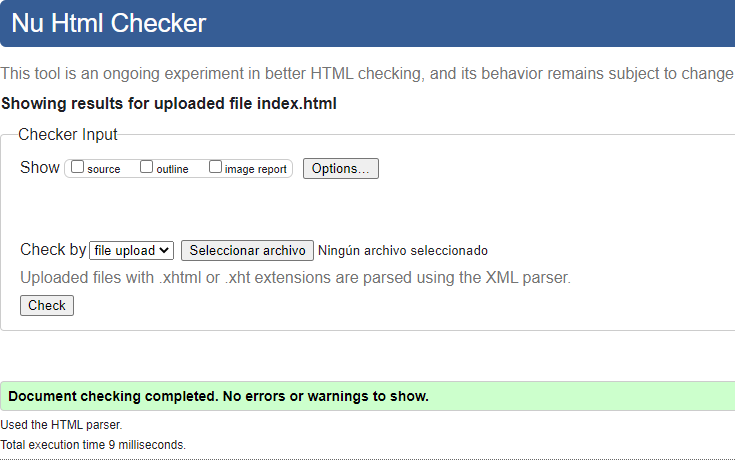 Nu Html Checker
This tool is an ongoing experiment in better HTML checking, and its behavior remains subject to change
Showing results for uploaded file index.html
Checker Input
Show source outline image report Options...
Check by file upload Seleccionar archivo Ningún archivo seleccionado
Uploaded files with .xhtml or .xht extensions are parsed using the XML parser.
Check
Document checking completed. No errors or warnings to show.
Used the HTML parser.
Total execution time 9 milliseconds.